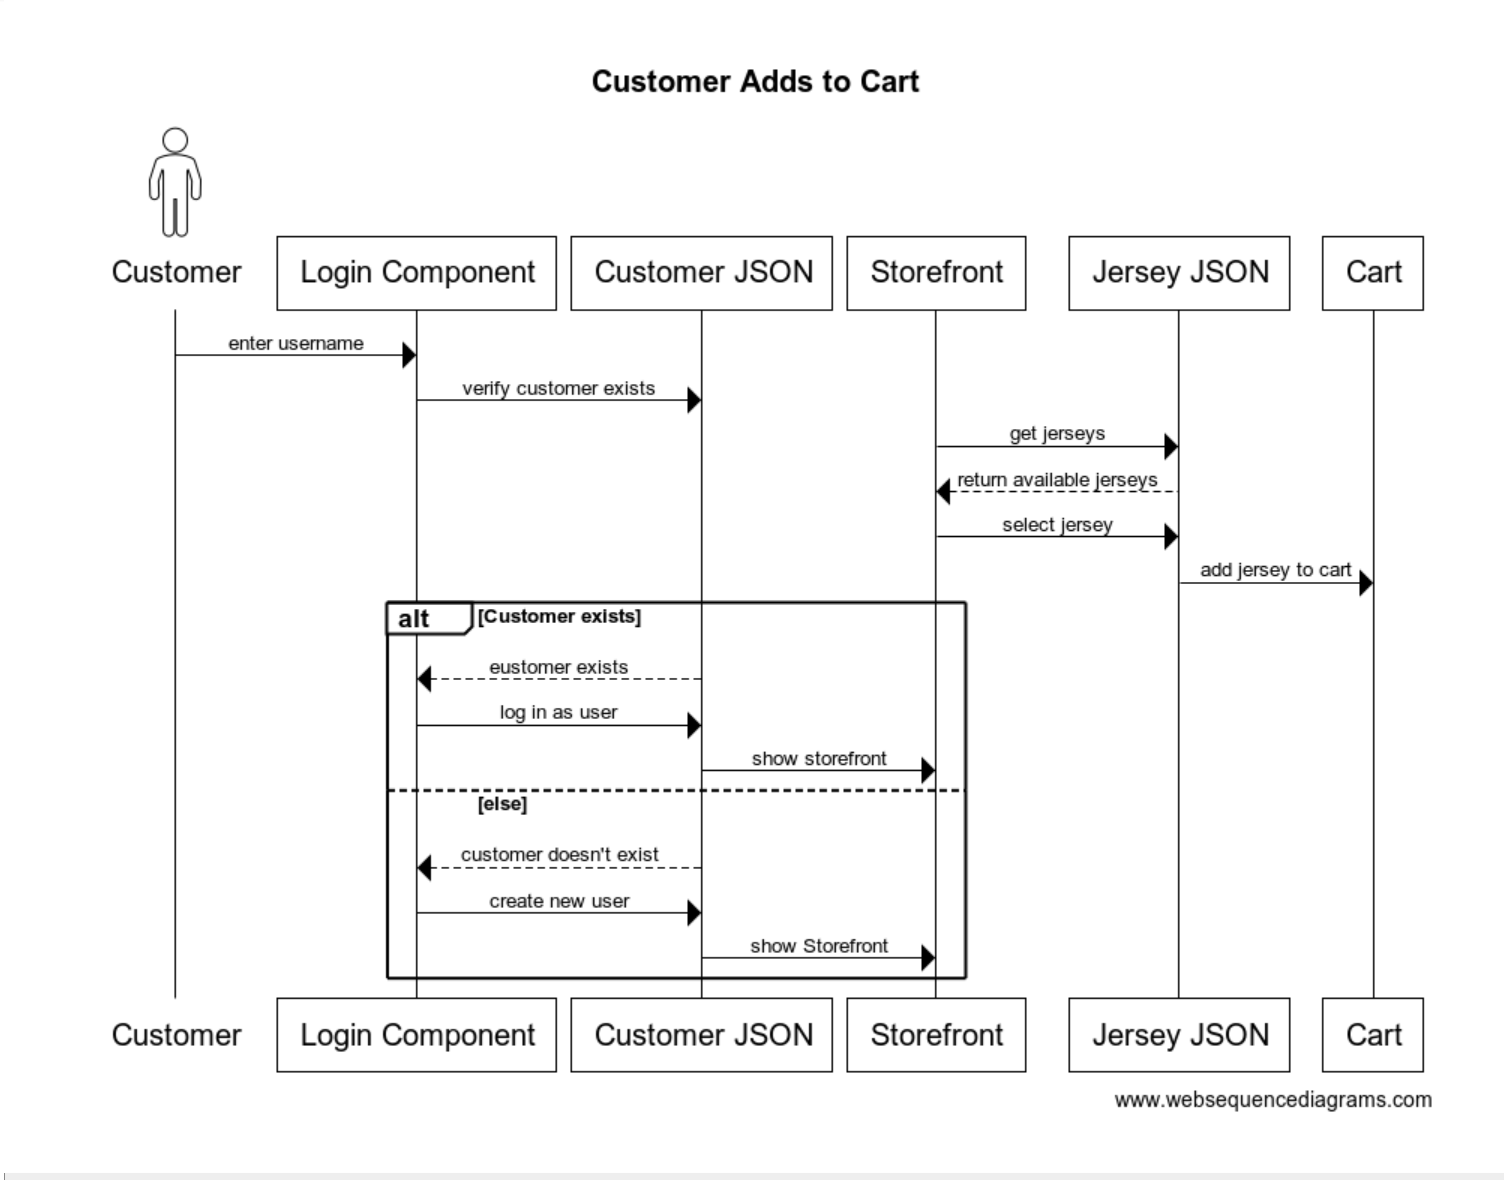 Customer Adds to Cart
Customer
Login Component
Customer JSON
Storefront
Jersey JSON
Cart
enter username
verify customer exists
get jerseys
return available jerseys
select jersey
add jersey to cart
alt [Customer exists]
eustomer exists
log in as user
show storefront
[else]
customer doesn't exist
create new user
show Storefront
Customer
Login Component
Customer JSON
Storefront
Jersey JSON
Cart
www.websequencediagrams.com